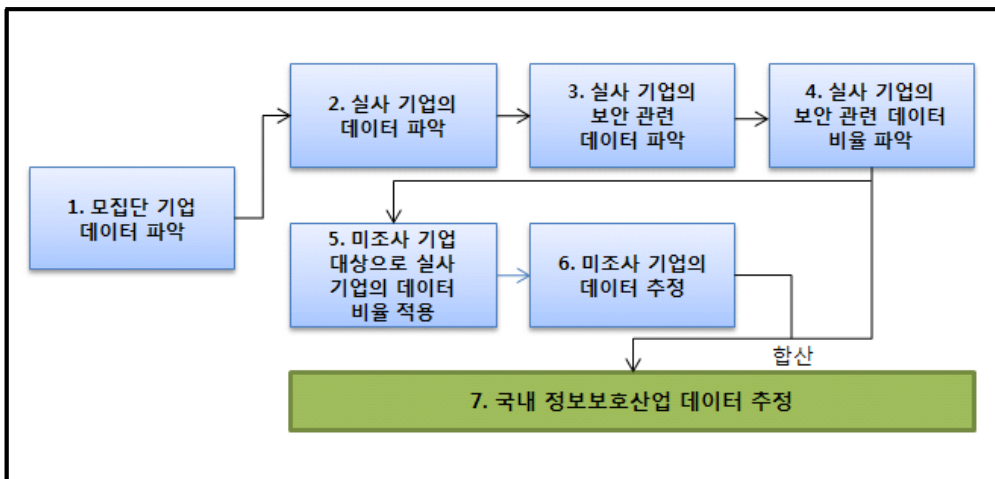 1. 모집단 기업
데이터 파악
2. 실사 기업의
데이터 파악
3. 실사 기업의
보안 관련
데이터 파악
4. 실사 기업의
보안 관련 데이터
비율 파악
5. 미조사 기업
대상으로 실사
기업의 데이터
비율 적용
6. 미조사 기업의
데이터 추정
합산
7. 국내 정보보호산업 데이터 추정